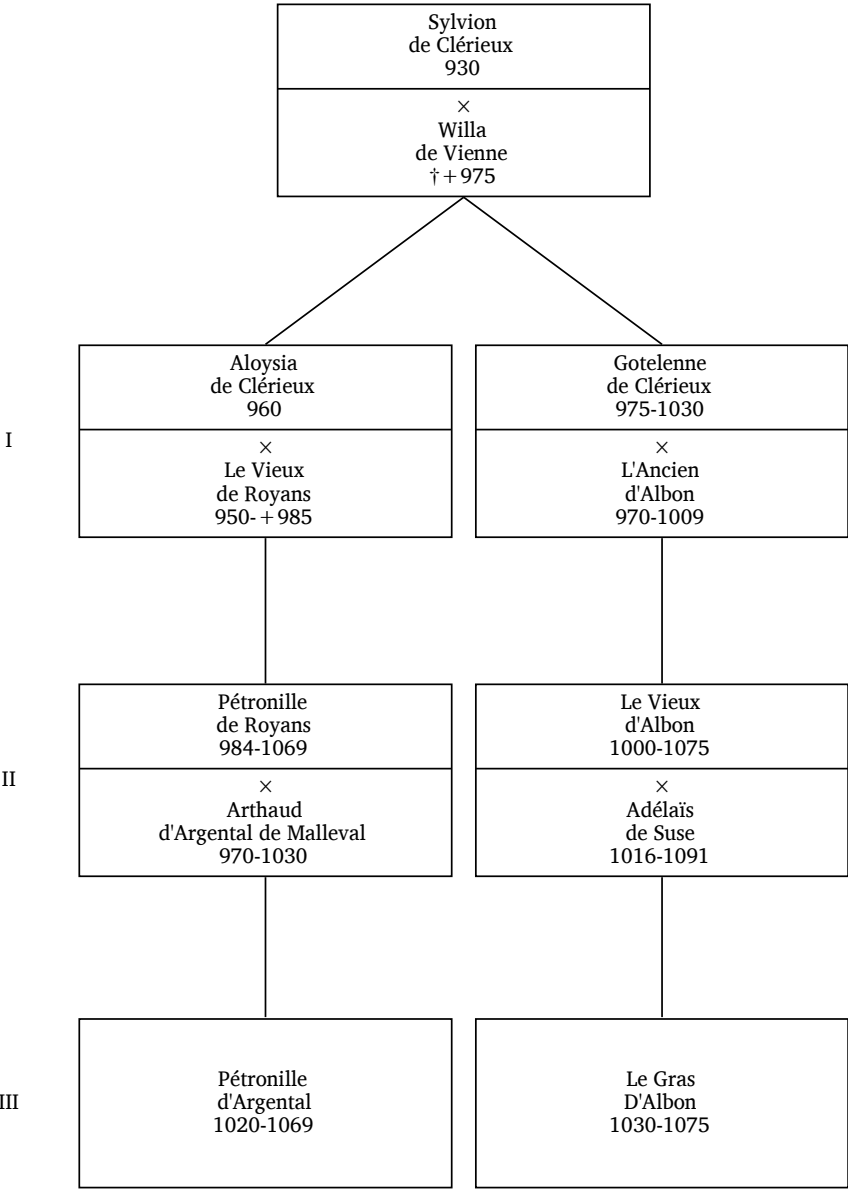 Sylvion
de Clérieux
930
×
Willa
de Vienne
†+975
I
Aloysia
de Clérieux
960
×
Le Vieux
de Royans
950-+985
Gotelenne
de Clérieux
975-1030
×
L'Ancien
d'Albon
970-1009
II
Pétronille
de Royans
984-1069
×
Arthaud
d'Argental de Malleval
970-1030
Le Vieux
d'Albon
1000-1075
×
Adélaïs
de Suse
1016-1091
III
Pétronille
d'Argental
1020-1069
Le Gras
D'Albon
1030-1075